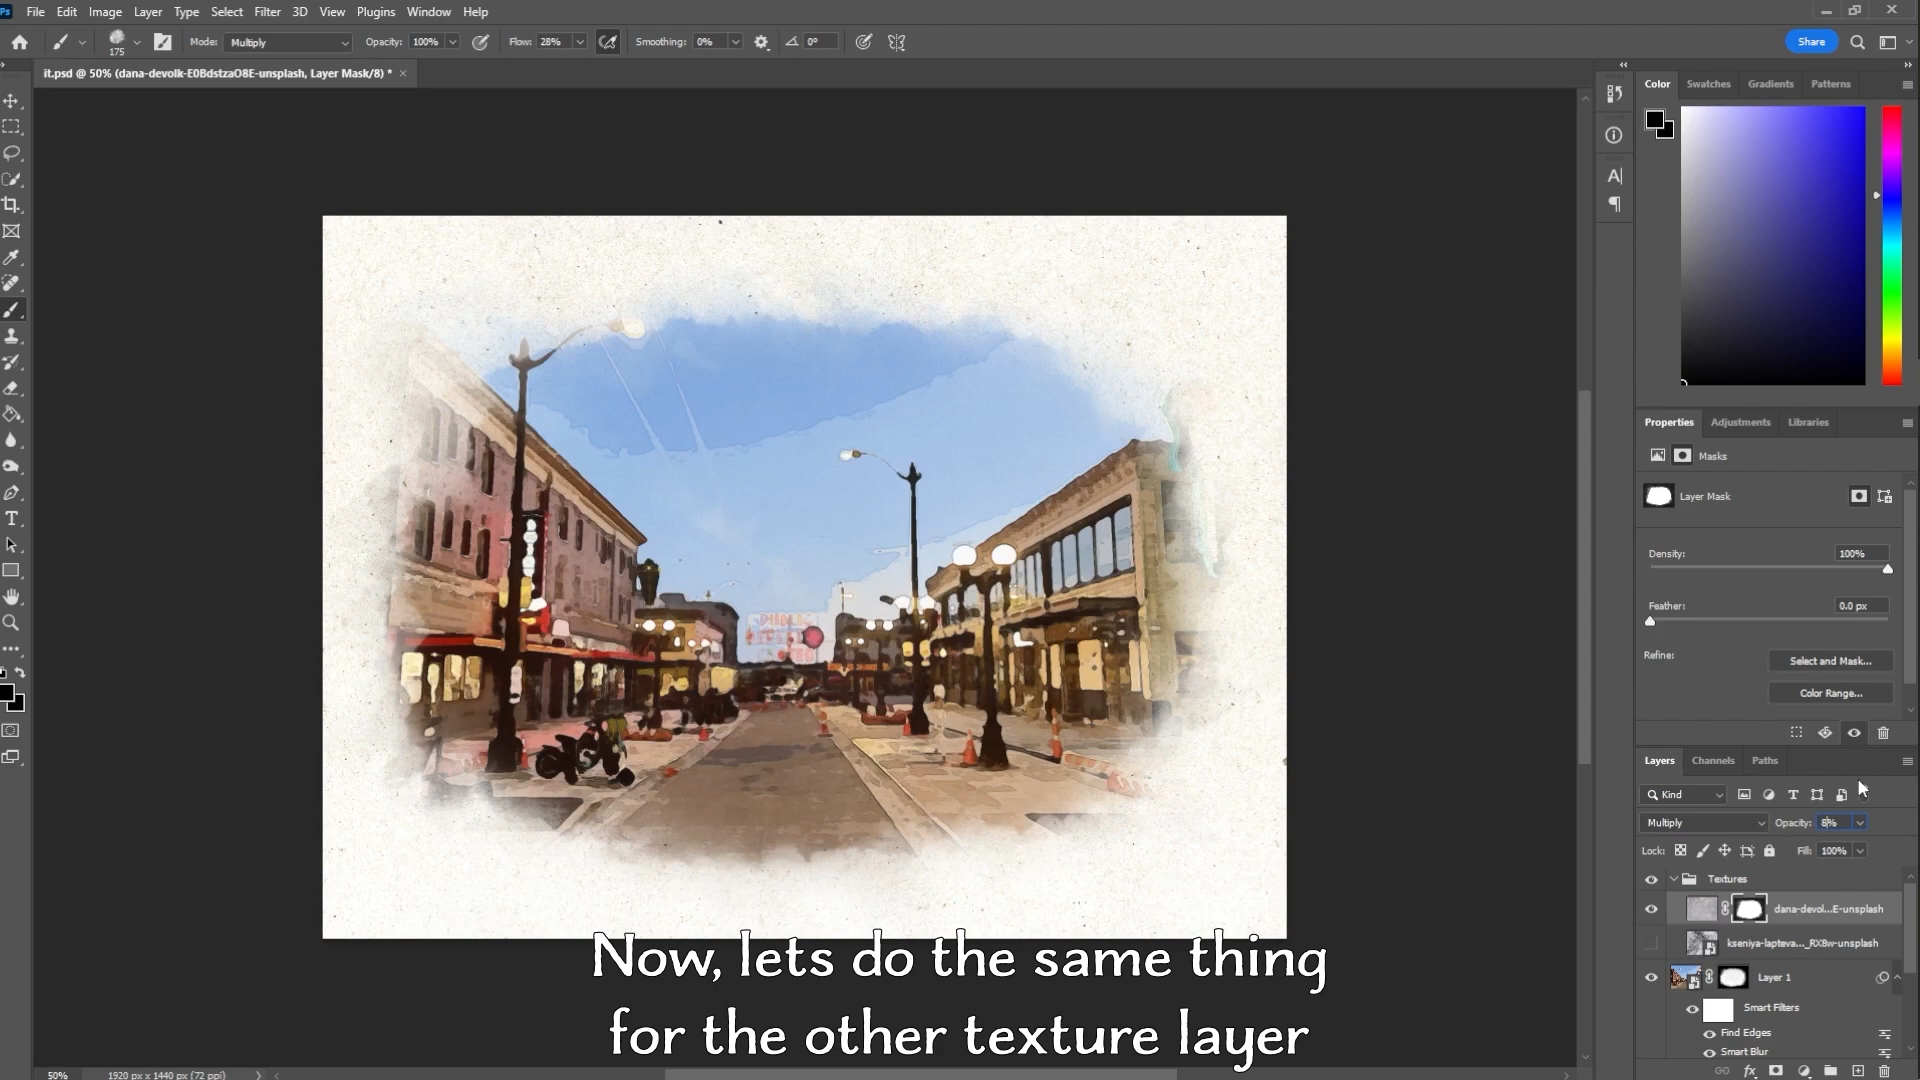 Ps File Edit Image Layer Type Select Filter 3D View Plugins Window Help
175 Mode: Multiply Opacity: 100% Flow: 28% Smoothing: 0% 0° Share
it.psd @ 50% (dana-devolk-E0BdstzaO8E-unsplash, Layer Mask/8) *
Color Swatches Gradients Patterns
Properties Adjustments Libraries
Masks
Layer Mask
Density: 100%
Feather: 0.0 px
Refine:
Select and Mask...
Color Range...
Layers Channels Paths
Kind
Multiply Opacity: 8%
Lock: Fill: 100%
Textures
dana-devol...E-unsplash
kseniya-lapteva..._RX8w-unsplash
Layer 1
Smart Filters
Find Edges
Smart Blur
PUBLIC
Now, lets do the same thing
for the other texture layer
50% 1920 px x 1440 px (72 ppi)